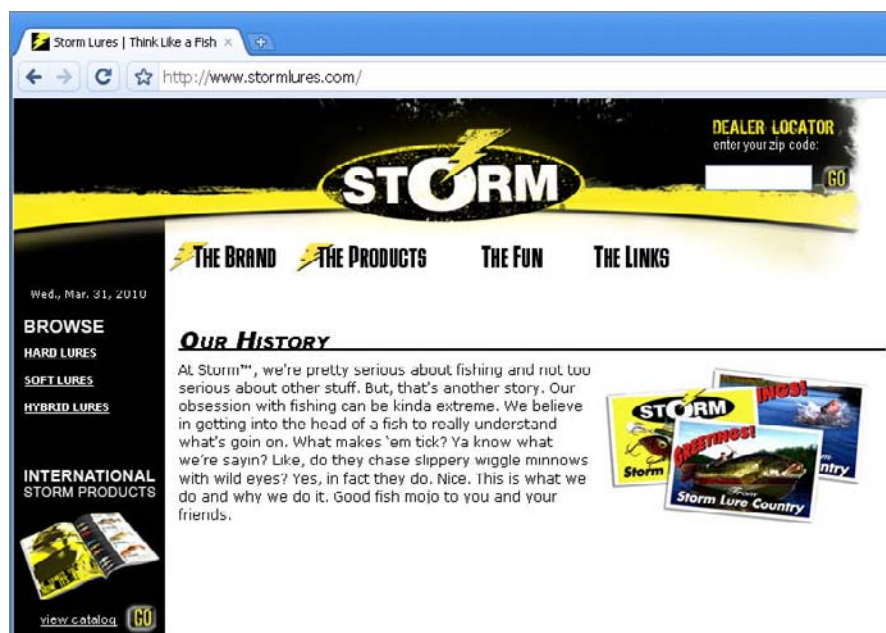 Storm Lures | Think Like a Fish
http://www.stormlures.com/
DEALER LOCATOR
enter your zip code:
GO
STORM
THE BRAND THE PRODUCTS THE FUN THE LINKS
Wed., Mar. 31, 2010
BROWSE
HARD LURES
SOFT LURES
HYBRID LURES
INTERNATIONAL
STORM PRODUCTS
view catalog GO
OUR HISTORY
At Storm™, we're pretty serious about fishing and not too
serious about other stuff. But, that's another story. Our
obsession with fishing can be kinda extreme. We believe
in getting into the head of a fish to really understand
what's goin on. What makes 'em tick? Ya know what
we're sayin? Like, do they chase slippery wiggle minnows
with wild eyes? Yes, in fact they do. Nice. This is what we
do and why we do it. Good fish mojo to you and your
friends.
STORM
Storm
GREETINGS!
From
Storm Lure Country